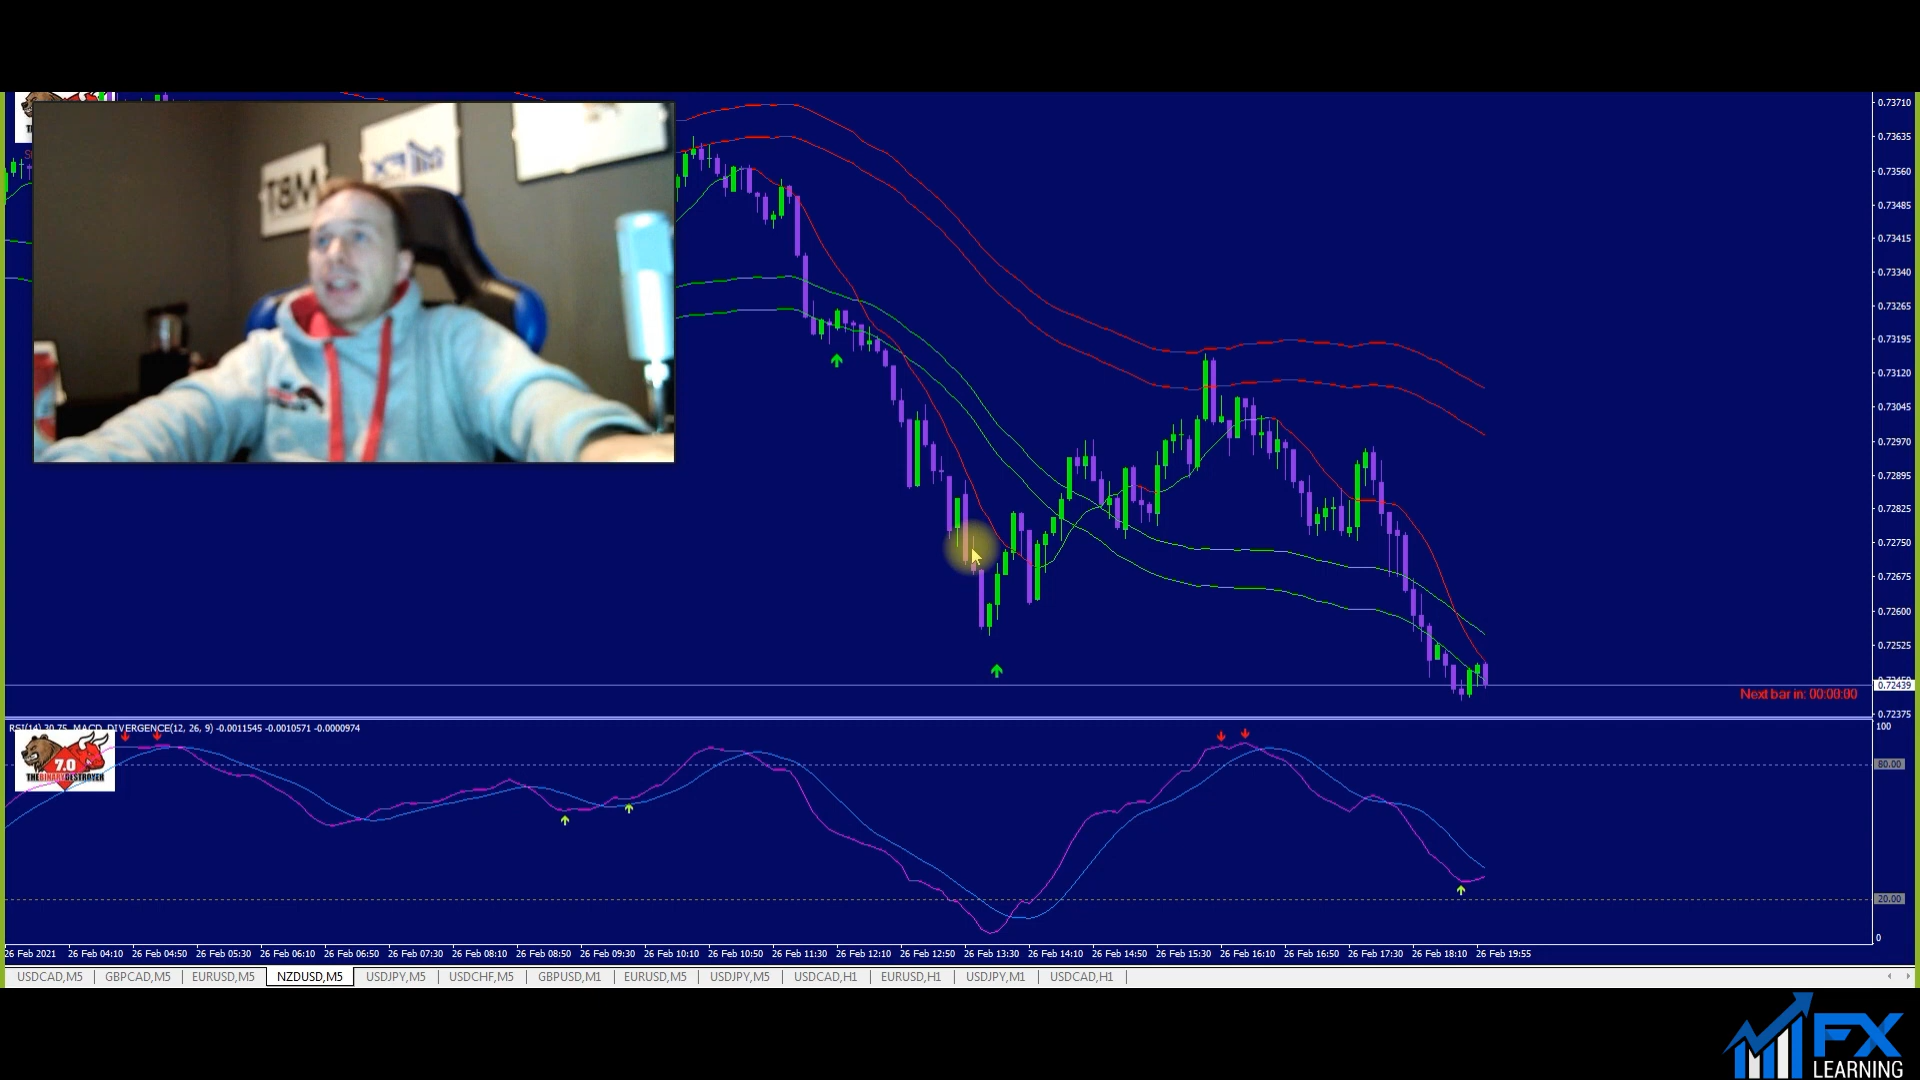 TBM
FX
0.73710
0.73635
0.73560
0.73485
0.73415
0.73340
0.73265
0.73195
0.73120
0.73045
0.72970
0.72895
0.72825
0.72750
0.72675
0.72600
0.72525
0.72439
Next bar in: 00:00:00
0.72375
RSI(14) 30.75, MACD_DIVERGENCE(12, 26, 9) -0.0011545 -0.0010571 -0.0000974
100
7.0
THEBINARYDESTROYER
80.00
20.00
0
26 Feb 2021 26 Feb 04:10 26 Feb 04:50 26 Feb 05:30 26 Feb 06:10 26 Feb 06:50 26 Feb 07:30 26 Feb 08:10 26 Feb 08:50 26 Feb 09:30 26 Feb 10:10 26 Feb 10:50 26 Feb 11:30 26 Feb 12:10 26 Feb 12:50 26 Feb 13:30 26 Feb 14:10 26 Feb 14:50 26 Feb 15:30 26 Feb 16:10 26 Feb 16:50 26 Feb 17:30 26 Feb 18:10 26 Feb 19:55
USDCAD,M5 GBPCAD,M5 EURUSD,M5 NZDUSD,M5 USDJPY,M5 USDCHF,M5 GBPUSD,M1 EURUSD,M5 USDJPY,M5 USDCAD,H1 EURUSD,H1 USDJPY,M1 USDCAD,H1
FX
LEARNING